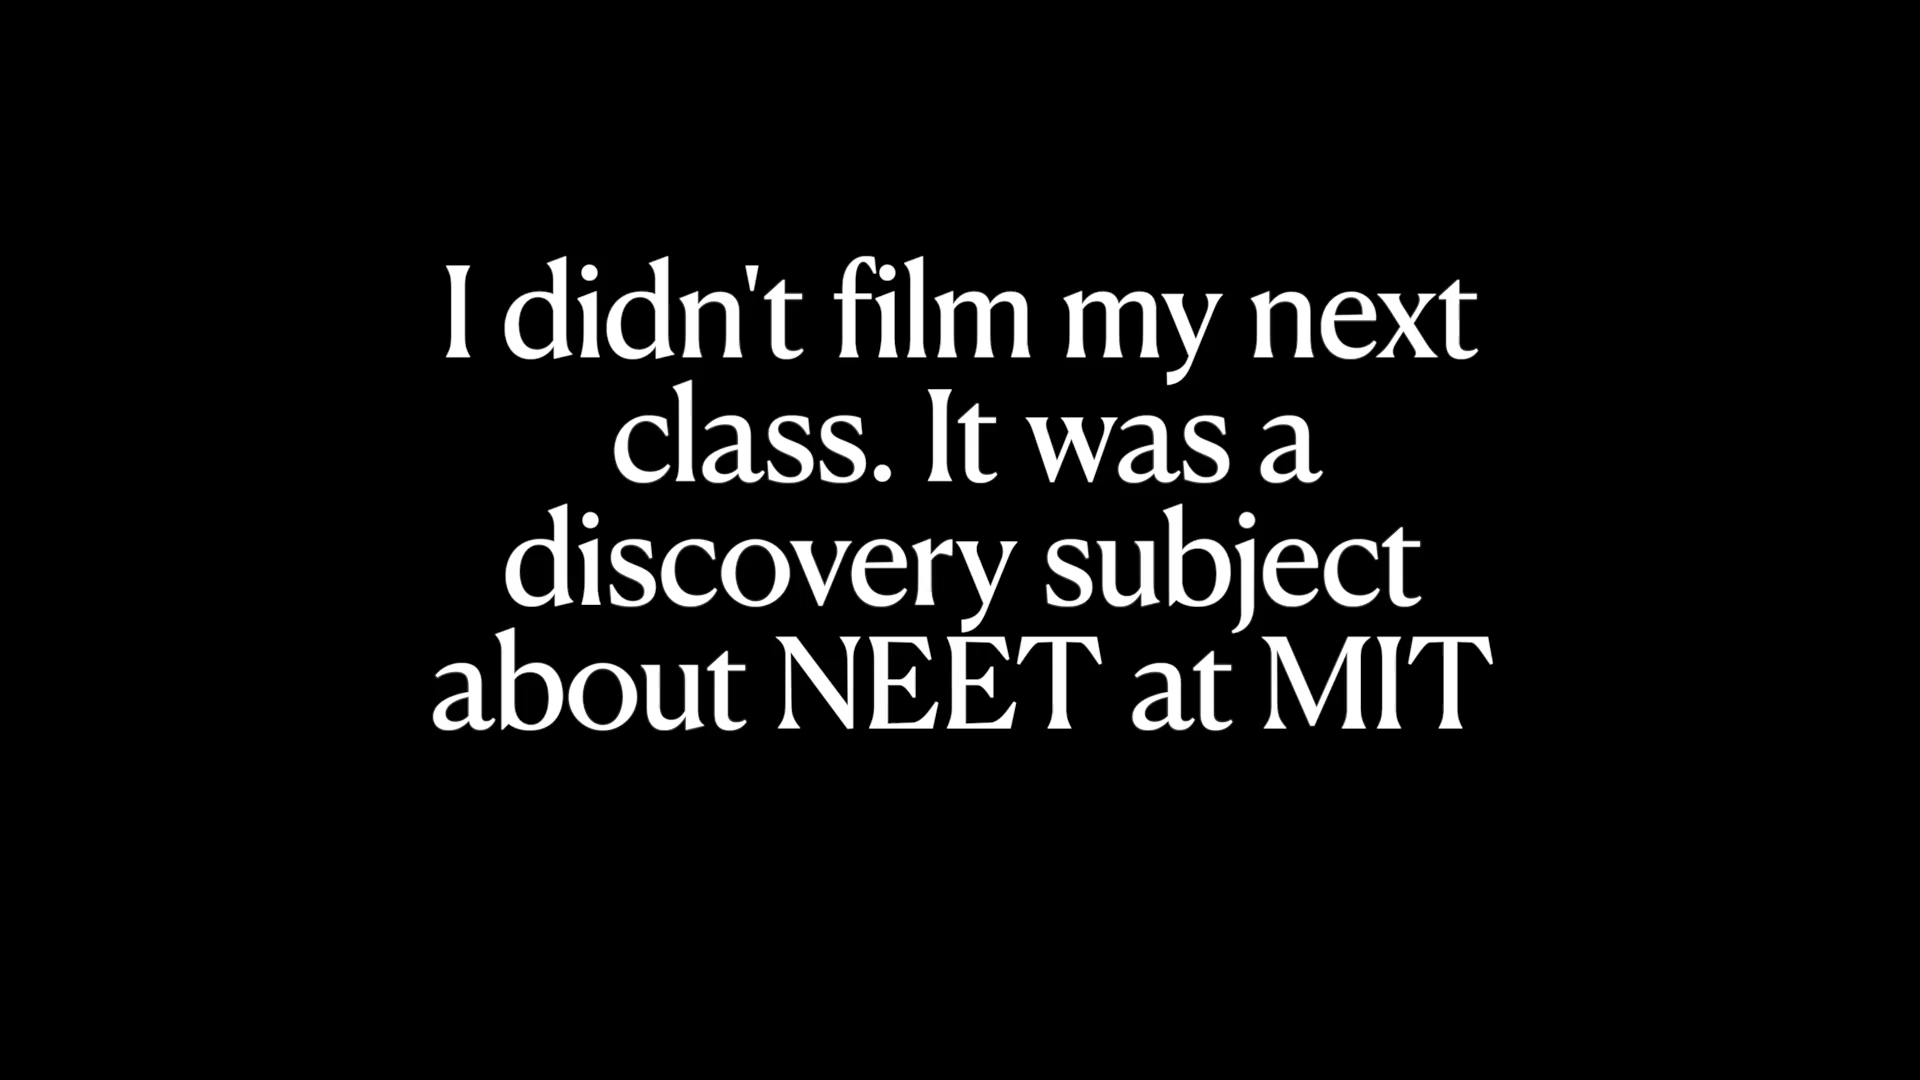 I didn't film my next
class. It was a
discovery subject
about NEET at MIT